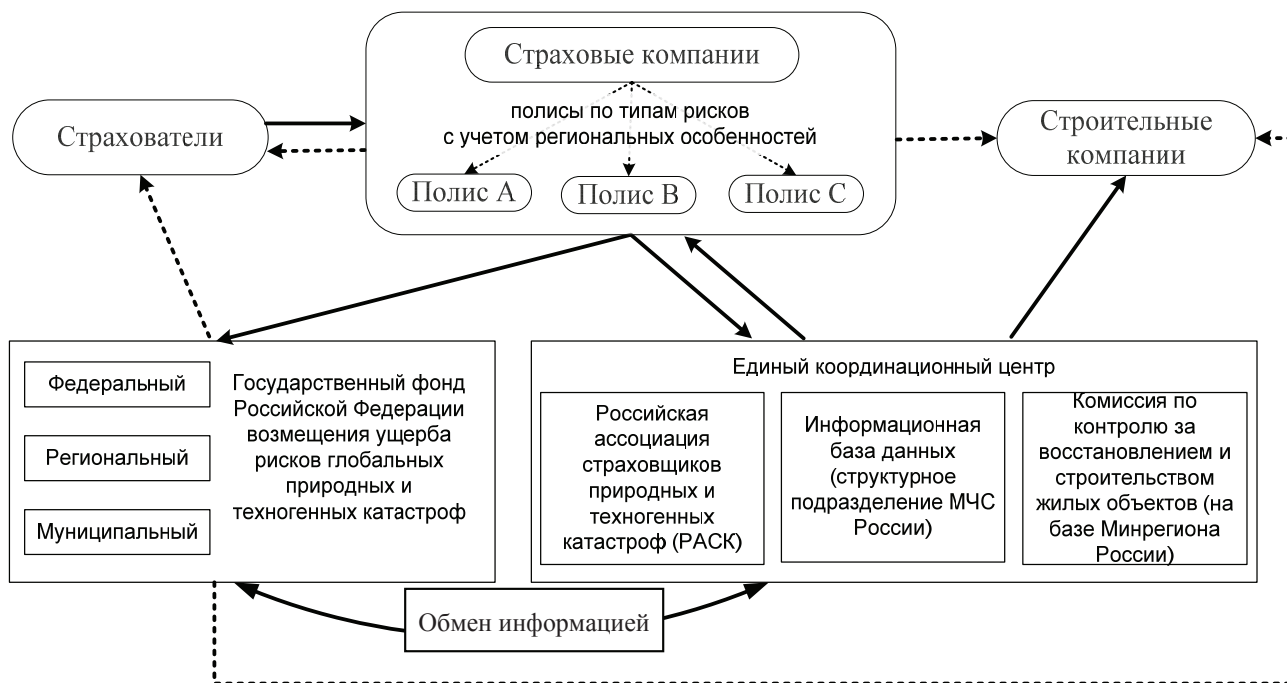 Страховые компании
полисы по типам рисков
с учетом региональных особенностей
Полис А
Полис В
Полис С
Страхователи
Строительные
компании
Федеральный
Региональный
Муниципальный
Государственный фонд
Российской Федерации
возмещения ущерба
рисков глобальных
природных и
техногенных катастроф
Единый координационный центр
Российская
ассоциация
страховщиков
природных и
техногенных
катастроф (РАСК)
Информационная
база данных
(структурное
подразделение МЧС
России)
Комиссия по
контролю за
восстановлением и
строительством
жилых объектов (на
базе Минрегиона
России)
Обмен информацией